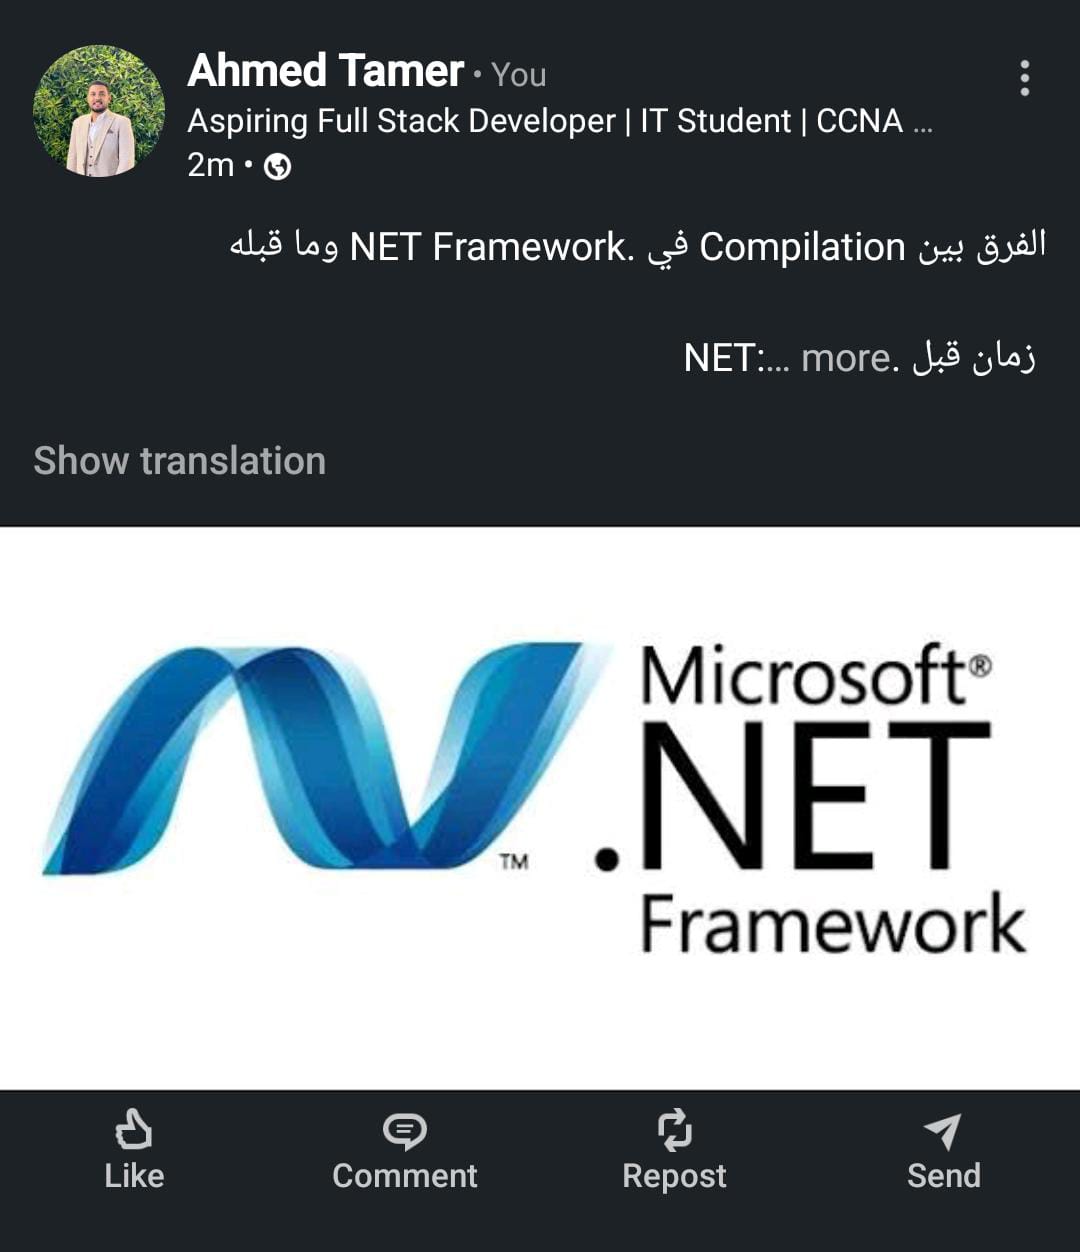 Ahmed Tamer • You
Aspiring Full Stack Developer | IT Student | CCNA ...
2m •
الفرق بين Compilation في .NET Framework وما قبله
زمان قبل .NET:... more
Show translation
Microsoft®
.NET
TM
Framework
Like
Comment
Repost
Send